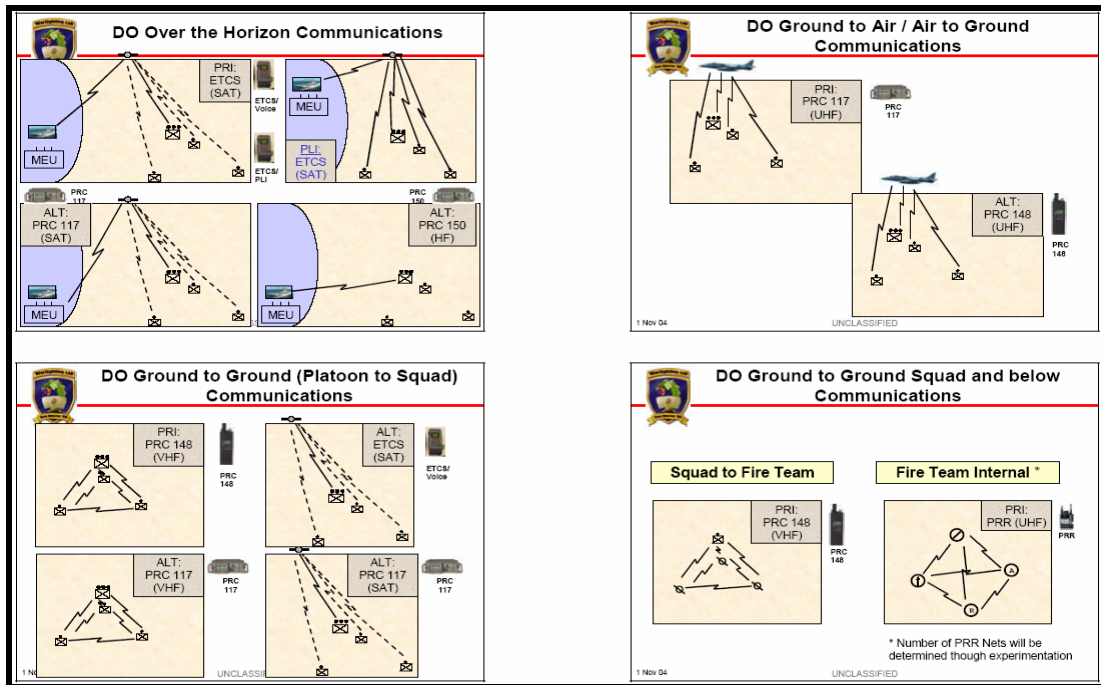 DO Over the Horizon Communications
PRI:
ETCS
(SAT)
ETCS/
Voice
MEU
ETCS/
PLI
MEU
PLI:
ETCS
(SAT)
PRC
117
ALT:
PRC 117
(SAT)
MEU
PRC
150
ALT:
PRC 150
(HF)
MEU
DO Ground to Air / Air to Ground
Communications
PRI:
PRC 117
(UHF)
PRC
117
ALT:
PRC 148
(UHF)
PRC
148
1 Nov 04
UNCLASSIFIED
DO Ground to Ground (Platoon to Squad)
Communications
PRI:
PRC 148
(VHF)
PRC
148
ALT:
ETCS
(SAT)
ETCS/
Voice
ALT:
PRC 117
(VHF)
PRC
117
ALT:
PRC 117
(SAT)
PRC
117
1 No
UNCLASSIFI
DO Ground to Ground Squad and below
Communications
Squad to Fire Team
PRI:
PRC 148
(VHF)
PRC
148
Fire Team Internal *
PRI:
PRR (UHF)
PRR
A
R
* Number of PRR Nets will be
determined though experimentation
1 Nov 04
UNCLASSIFIED